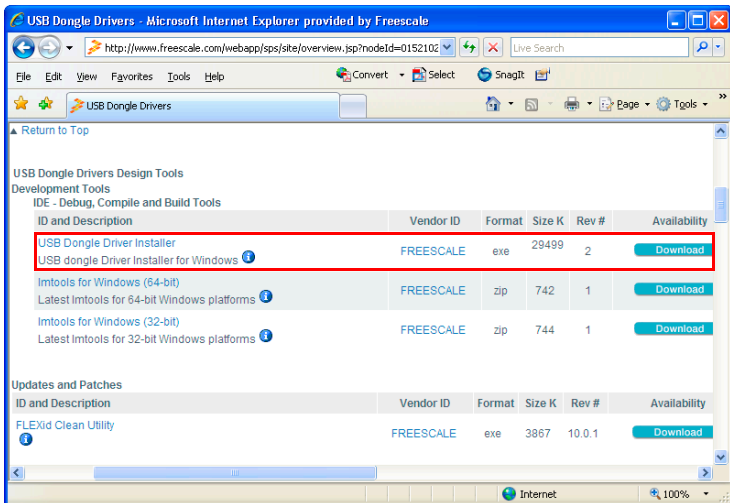 USB Dongle Drivers - Microsoft Internet Explorer provided by Freescale
http://www.freescale.com/webapp/sps/site/overview.jsp?nodeId=0152102
Live Search
File Edit View Favorites Tools Help
Convert Select
SnagIt
USB Dongle Drivers
Page Tools »
Return to Top
USB Dongle Drivers Design Tools
Development Tools
IDE - Debug, Compile and Build Tools
ID and Description Vendor ID Format Size K Rev # Availability
USB Dongle Driver Installer
USB dongle Driver Installer for Windows
FREESCALE exe 29499 2 Download
Imtools for Windows (64-bit)
Latest Imtools for 64-bit Windows platforms
FREESCALE zip 742 1 Download
Imtools for Windows (32-bit)
Latest Imtools for 32-bit Windows platforms
FREESCALE zip 744 1 Download
Updates and Patches
ID and Description Vendor ID Format Size K Rev # Availability
FLEXid Clean Utility
FREESCALE exe 3867 10.0.1 Download
Internet
100%